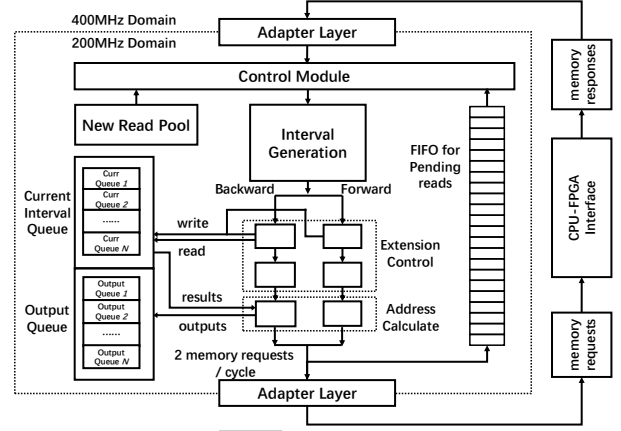 400MHz Domain
200MHz Domain
Adapter Layer
Control Module
New Read Pool
Interval
Generation
FIFO for
Pending
reads
memory
responses
CPU-FPGA
Interface
memory
requests
Backward
Forward
Current
Interval
Queue
Curr
Queue 1
Curr
Queue 2
......
Curr
Queue N
write
read
Extension
Control
Output
Queue
Output
Queue 1
Output
Queue 2
......
Output
Queue N
results
outputs
Address
Calculate
2 memory requests
/ cycle
Adapter Layer